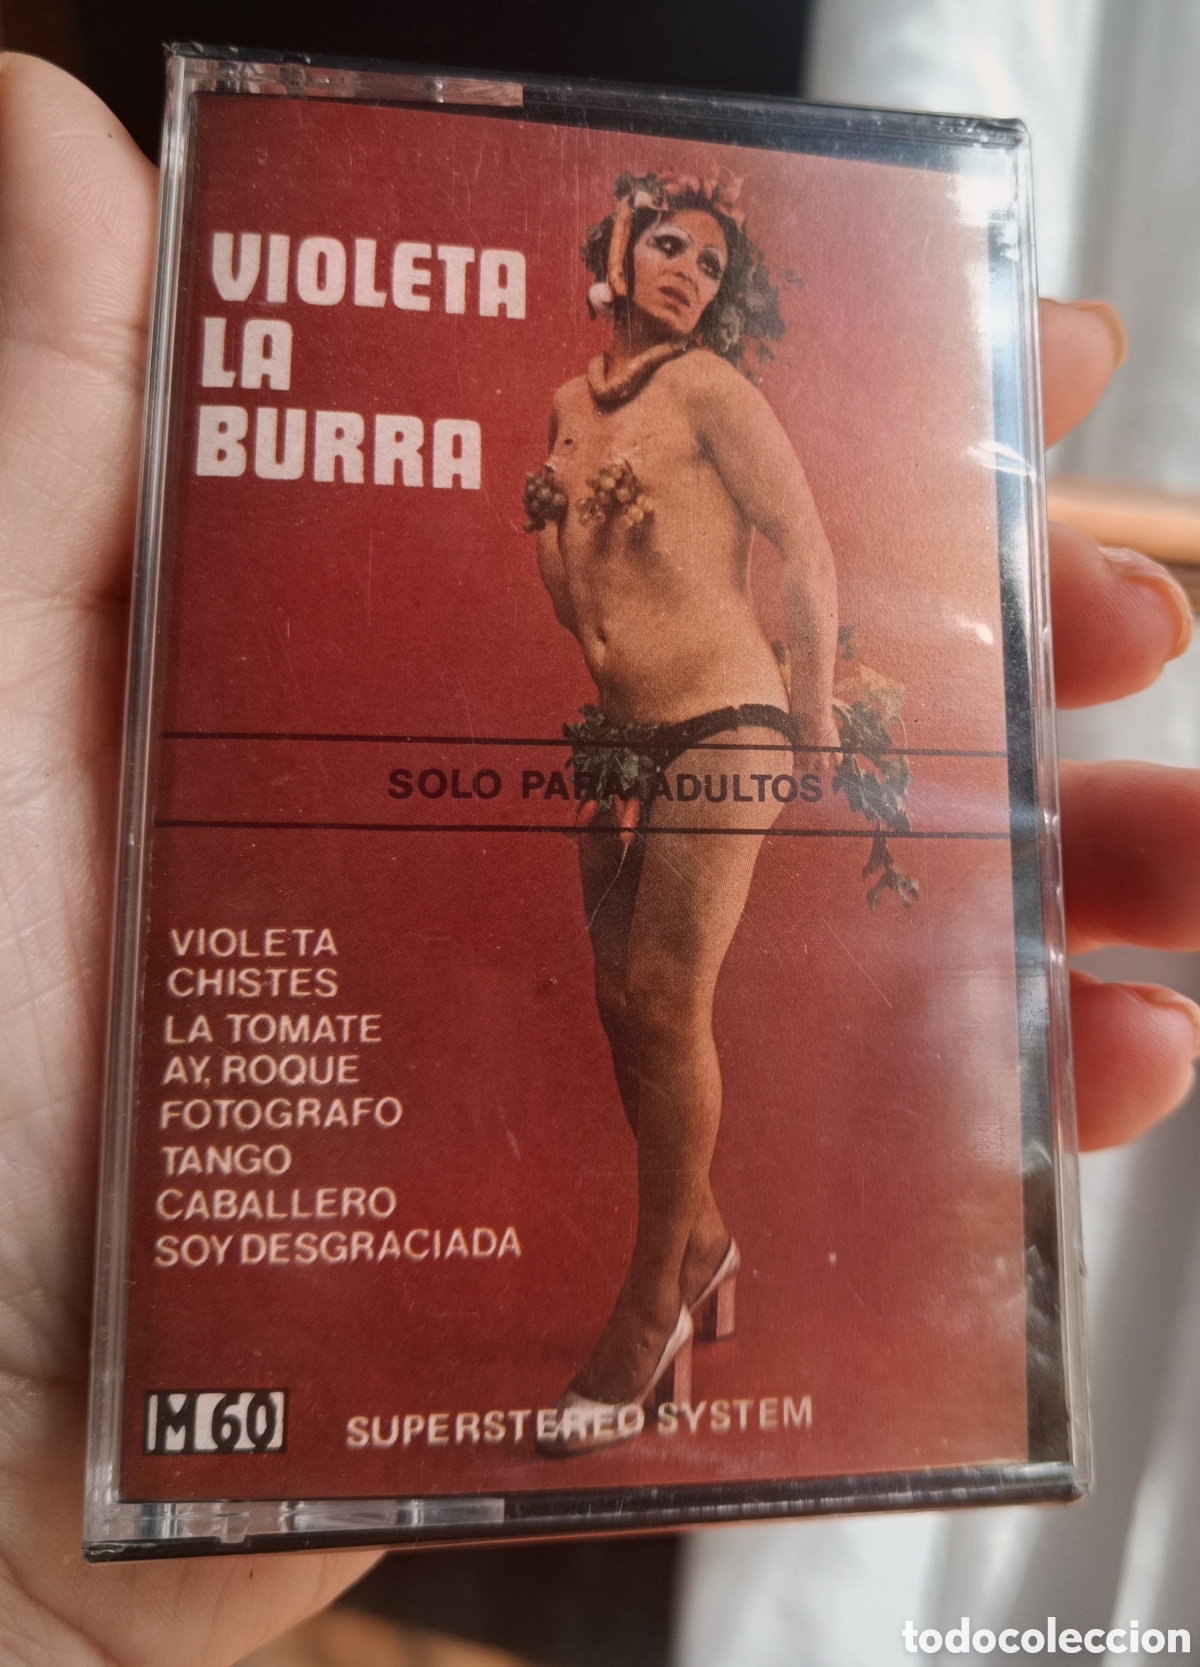 VIOLETA
LA
BURRA
SOLO PARA ADULTOS
VIOLETA
CHISTES
LA TOMATE
AY, ROQUE
FOTOGRAFO
TANGO
CABALLERO
SOY DESGRACIADA
M60
SUPERSTEREO SYSTEM
todocoleccion